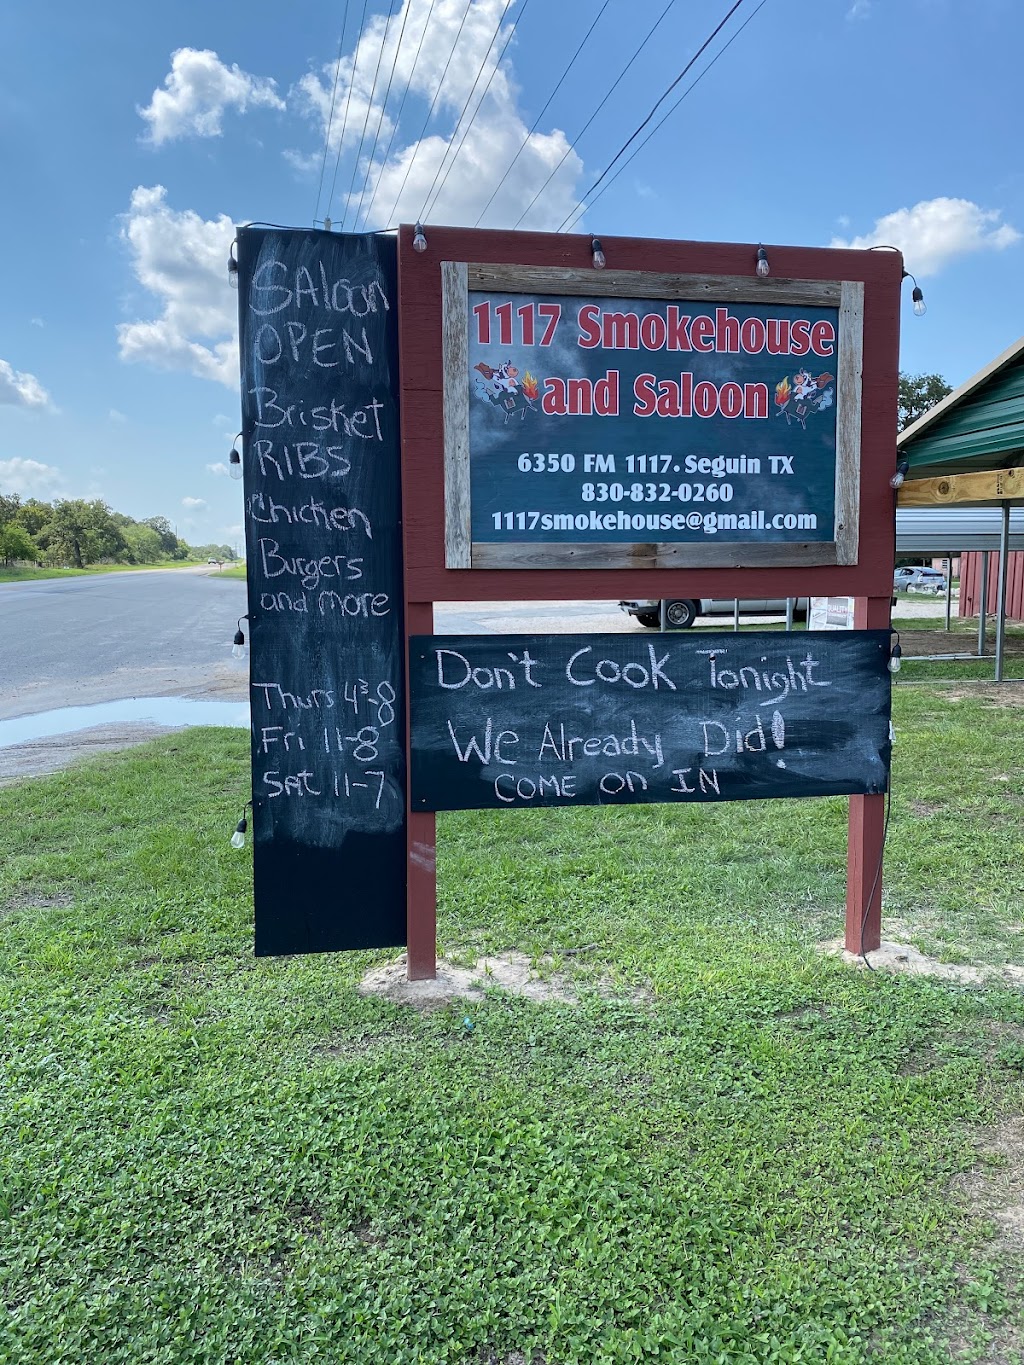 SAloon
OPEN
Brisket
RIBS
Chicken
Burgers
and more
Thurs 4³-8
Fri 11-8
Sat 11-7
1117 Smokehouse
and Saloon
6350 FM 1117. Seguin TX
830-832-0260
1117smokehouse@gmail.com
Don't Cook Tonight
We Already Did!
COME On IN